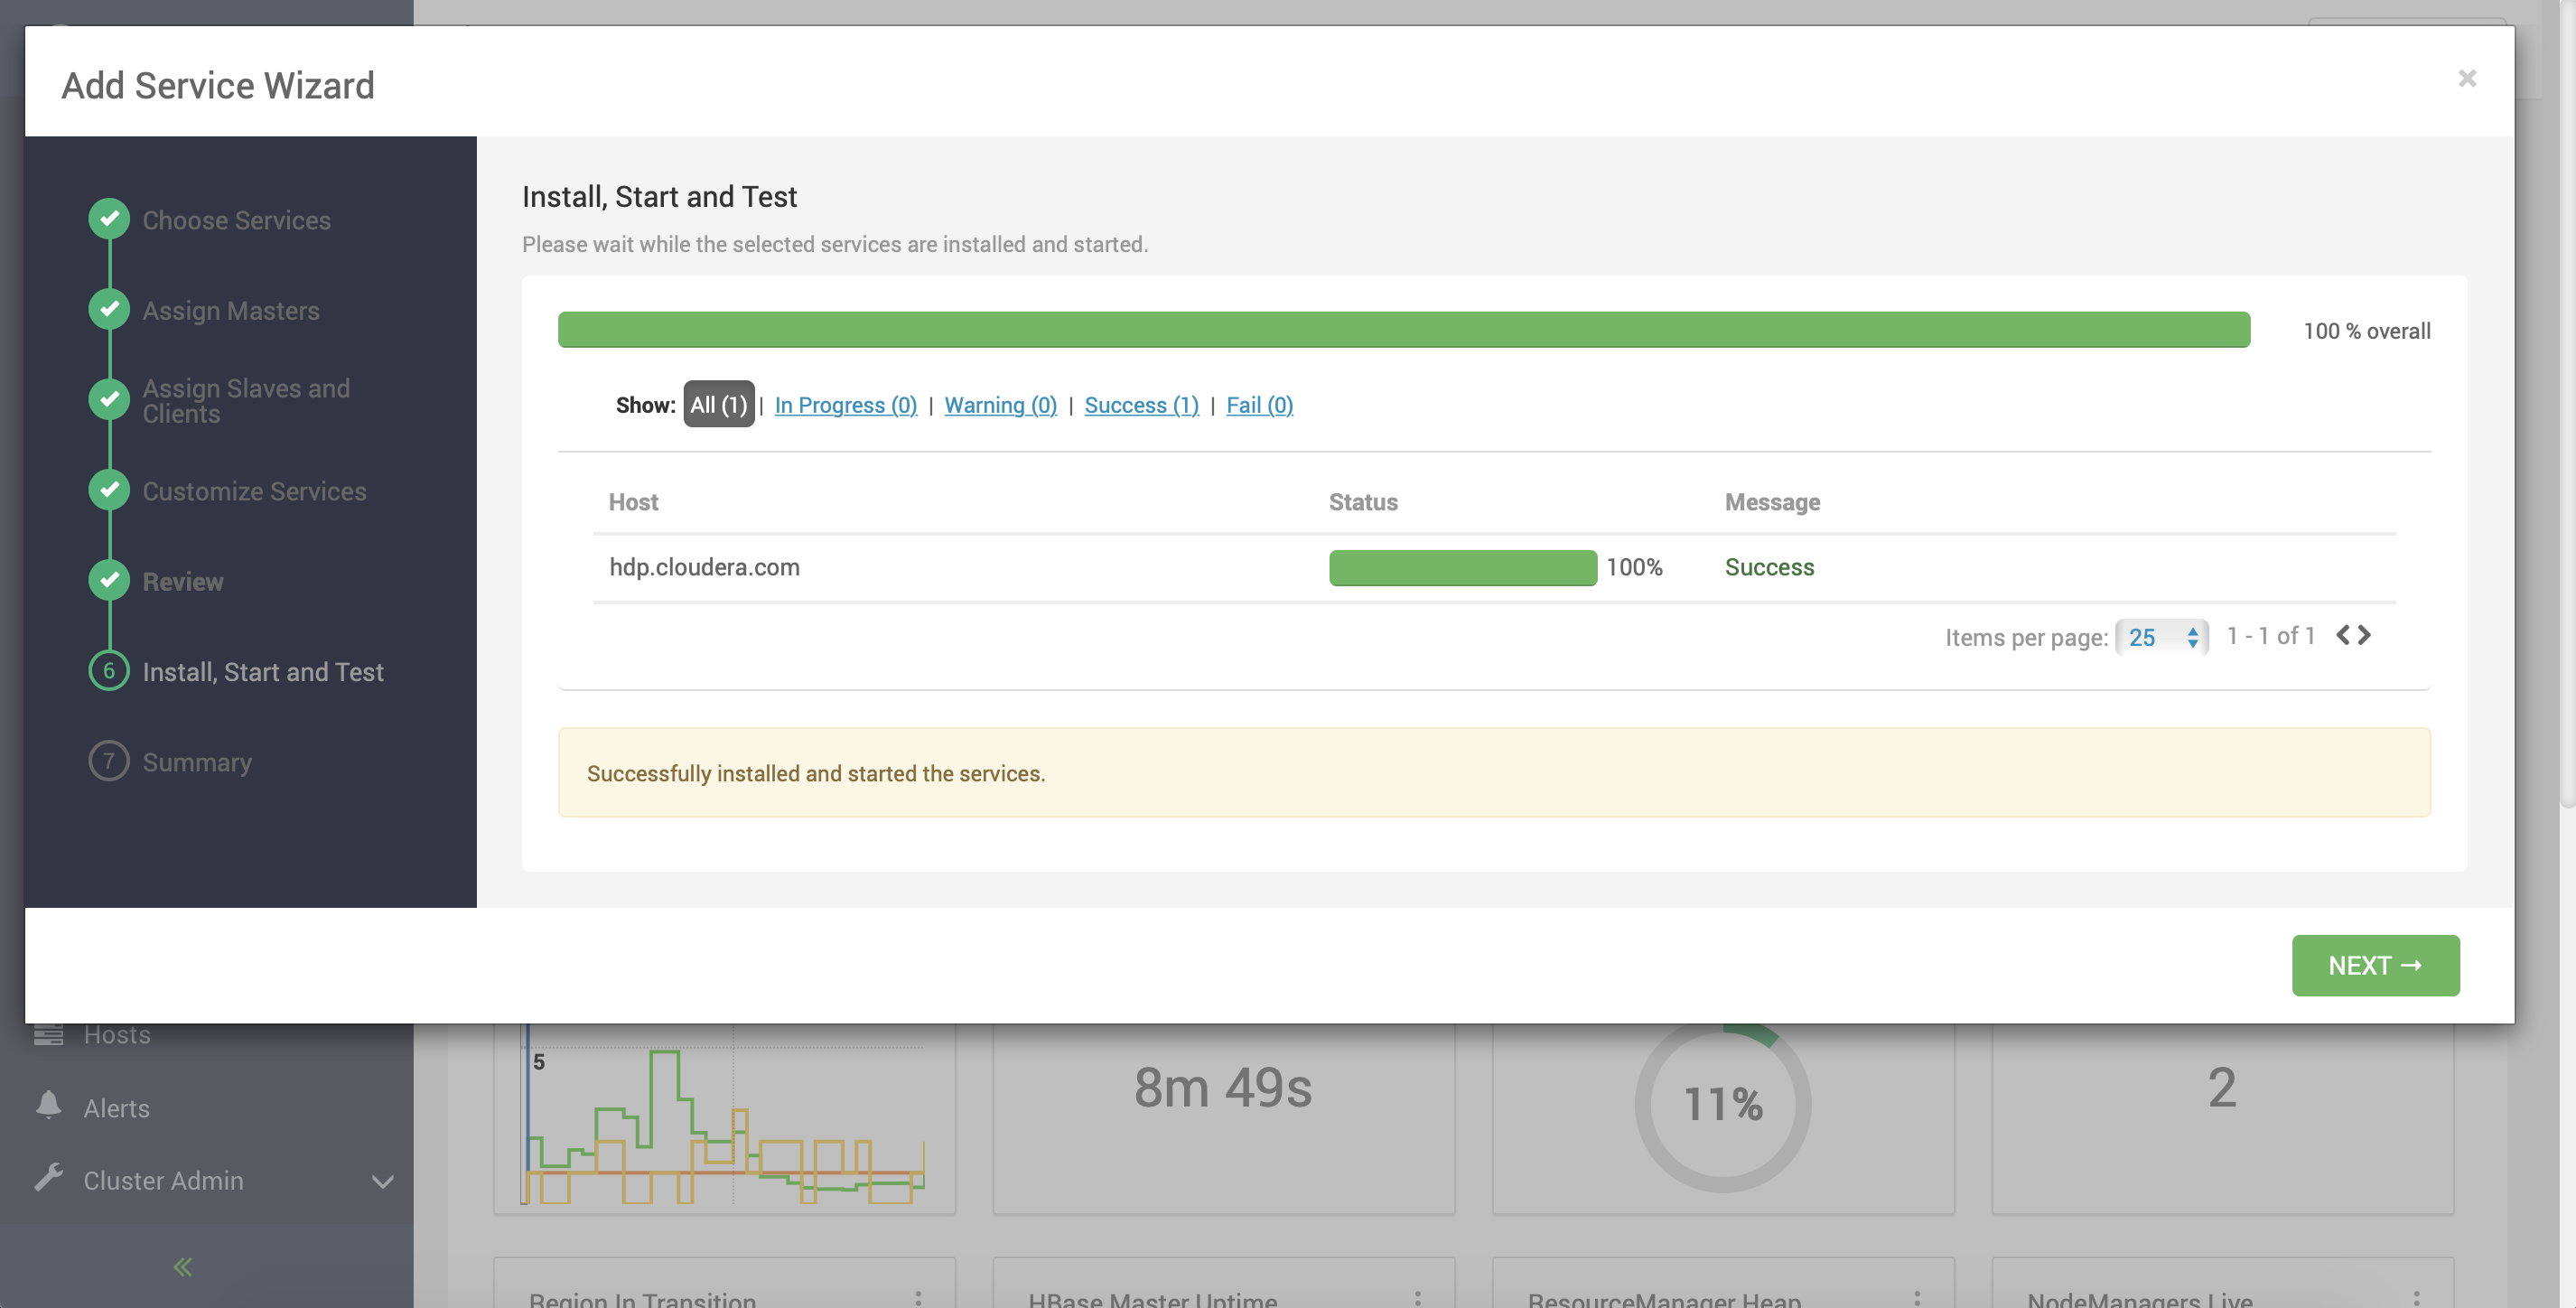 Add Service Wizard
×
Choose Services
Assign Masters
Assign Slaves and
Clients
Customize Services
Review
6 Install, Start and Test
7 Summary
Install, Start and Test
Please wait while the selected services are installed and started.
100 % overall
Show: All (1) | In Progress (0) | Warning (0) | Success (1) | Fail (0)
Host Status Message
hdp.cloudera.com 100% Success
Items per page: 25 1 - 1 of 1
Successfully installed and started the services.
NEXT →
Hosts
Alerts
Cluster Admin
5
8m 49s
11%
2
Region In Transition
HBase Master Uptime
ResourceManager Heap
NodeManagers Live